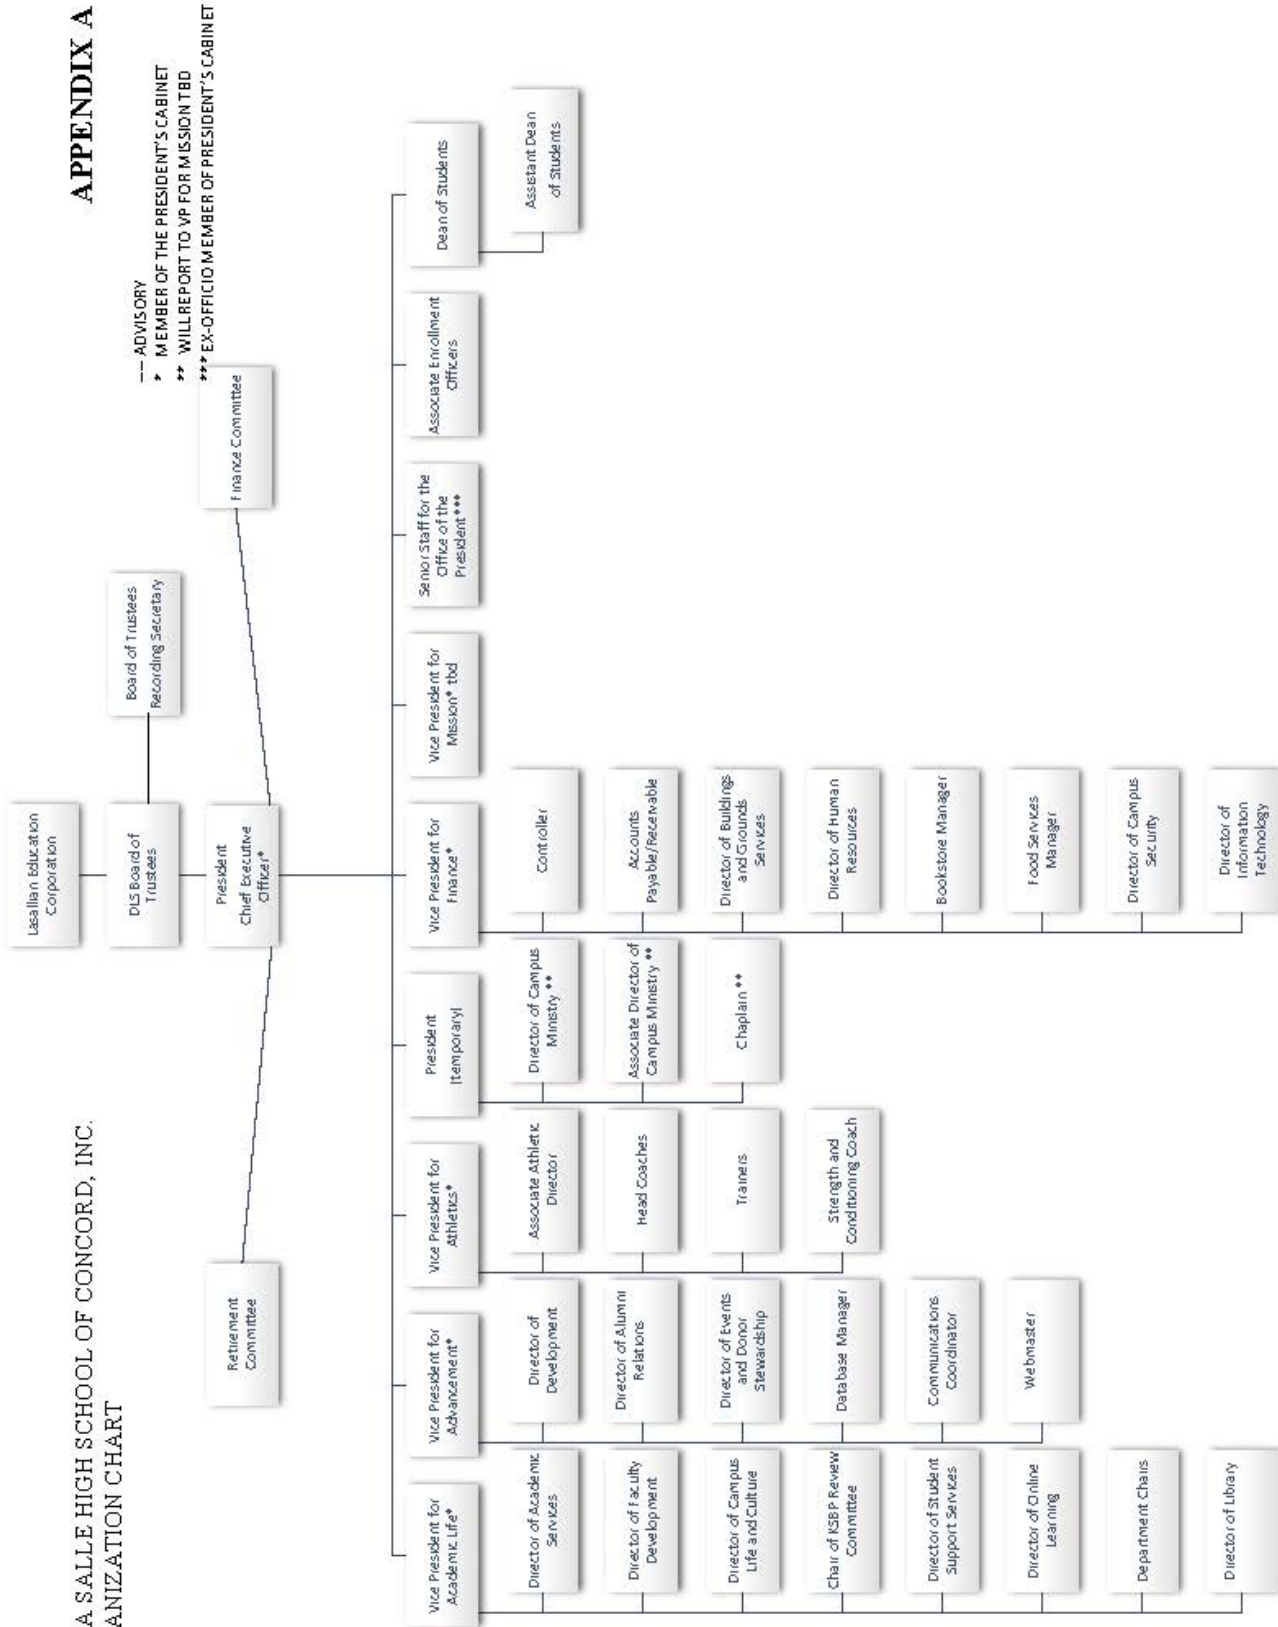 A SALLE HIGH SCHOOL OF CONCORD, INC.
ANIZATION CHART
APPENDIX A
—— ADVISORY
* MEMBER OF THE PRESIDENT'S CABINET
** WILLREPORT TO VP FOR MISSION TBD
*** EX-OFFICIO MEMBER OF PRESIDENT'S CABINET
Lasallian Education
Corporation
DLS Board of
Trustees
Board of Trustees
Recording Secretary
President
Chief Executive
Officer*
Retirement
Committee
Finance Committee
Vice President for
Academic Life*
Vice President for
Advancement*
Vice President for
Athletics*
President
(temporary)
Vice President for
Finance*
Vice President for
Mission* tbd
Senior Staff for the
Office of the
President***
Associate Enrollment
Officers
Dean of Students
Director of Academic
Services
Director of Faculty
Development
Director of Campus
Life and Culture
Chair of KSBP Review
Committee
Director of Student
Support Services
Director of Online
Learning
Department Chairs
Director of Library
Director of
Development
Director of Alumni
Relations
Director of Events
and Donor
Stewardship
Database Manager
Communications
Coordinator
Webmaster
Associate Athletic
Director
Head Coaches
Trainers
Strength and
Conditioning Coach
Director of Campus
Ministry **
Associate Director of
Campus Ministry **
Chaplain **
Controller
Accounts
Payable/Receivable
Director of Buildings
and Grounds
Services
Director of Human
Resources
Bookstore Manager
Food Services
Manager
Director of Campus
Security
Director of
Information
Technology
Assistant Dean
of Students